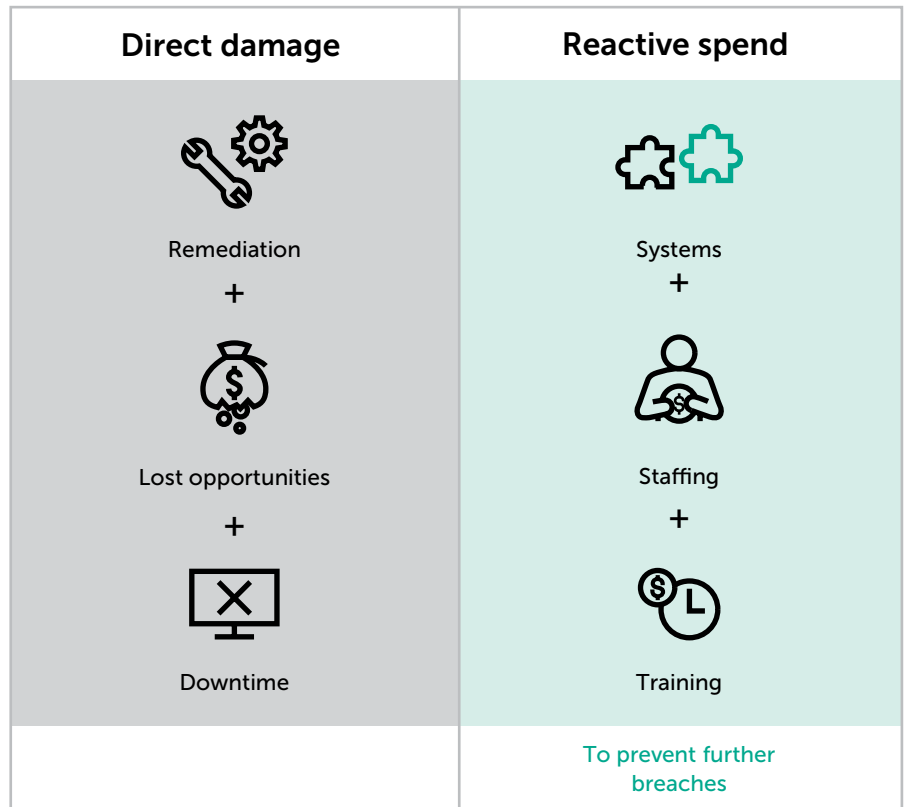 Direct damage
Remediation
+
$
Lost opportunities
+
Downtime
Reactive spend
Systems
+
$
Staffing
+
$
Training
To prevent further
breaches